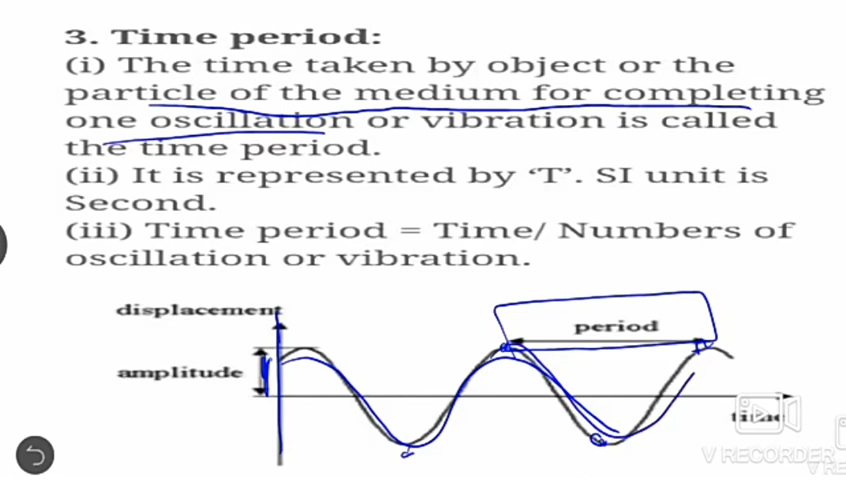 3. Time period:
(i) The time taken by object or the
particle of the medium for completing
one oscillation or vibration is called
the time period.
(ii) It is represented by ‘T’. SI unit is
Second.
(iii) Time period = Time/ Numbers of
oscillation or vibration.
displacement
period
amplitude
time
V RECORDER
V RE